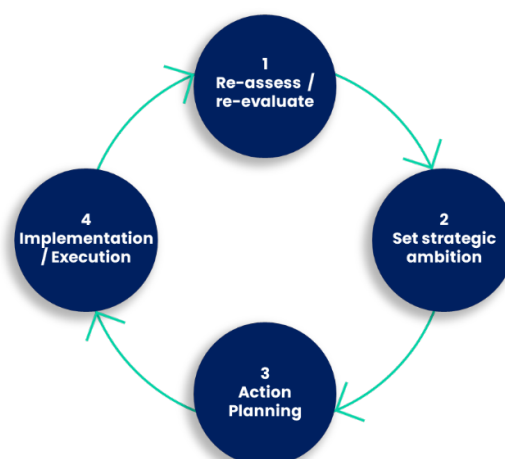 1
Re-assess /
re-evaluate
2
Set strategic
ambition
3
Action
Planning
4
Implementation
/ Execution